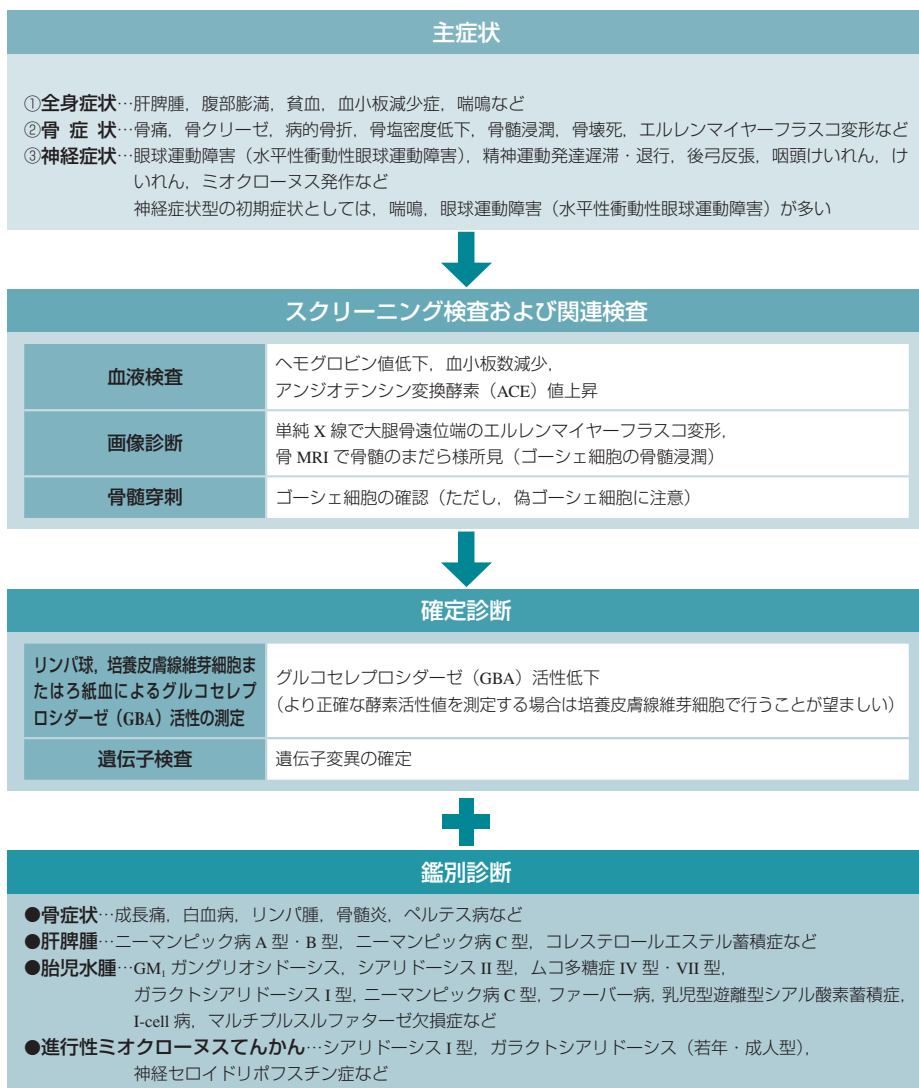 主症状
①全身症状…肝脾腫，腹部膨満，貧血，血小板減少症，喘鳴など
②骨 症 状…骨痛，骨クリーゼ，病的骨折，骨塩密度低下，骨髄浸潤，骨壊死，エルレンマイヤーフラスコ変形など
③神経症状…眼球運動障害（水平性衝動性眼球運動障害），精神運動発達遅滞・退行，後弓反張，咽頭けいれん，け
いれん，ミオクローヌス発作など
神経症状型の初期症状としては，喘鳴，眼球運動障害（水平性衝動性眼球運動障害）が多い
スクリーニング検査および関連検査
血液検査
ヘモグロビン値低下，血小板数減少，
アンジオテンシン変換酵素（ACE）値上昇
画像診断
単純 X 線で大腿骨遠位端のエルレンマイヤーフラスコ変形，
骨 MRI で骨髄のまだら様所見（ゴーシェ細胞の骨髄浸潤）
骨髄穿刺
ゴーシェ細胞の確認（ただし，偽ゴーシェ細胞に注意）
確定診断
リンパ球，培養皮膚線維芽細胞ま
たはろ紙血によるグルコセレブ
ロシダーゼ（GBA）活性の測定
グルコセレブロシダーゼ（GBA）活性低下
（より正確な酵素活性値を測定する場合は培養皮膚線維芽細胞で行うことが望ましい）
遺伝子検査
遺伝子変異の確定
鑑別診断
●骨症状…成長痛，白血病，リンパ腫，骨髄炎，ペルテス病など
●肝脾腫…ニーマンピック病 A 型・B 型，ニーマンピック病 C 型，コレステロールエステル蓄積症など
●胎児水腫…GM₁ ガングリオシドーシス，シアリドーシス II 型，ムコ多糖症 IV 型・VII 型，
ガラクトシアリドーシス I 型，ニーマンピック病 C 型，ファーバー病，乳児型遊離型シアル酸素蓄積症，
I-cell 病，マルチプルスルファターゼ欠損症など
●進行性ミオクローヌスてんかん…シアリドーシス I 型，ガラクトシアリドーシス（若年・成人型），
神経セロイドリポフスチン症など